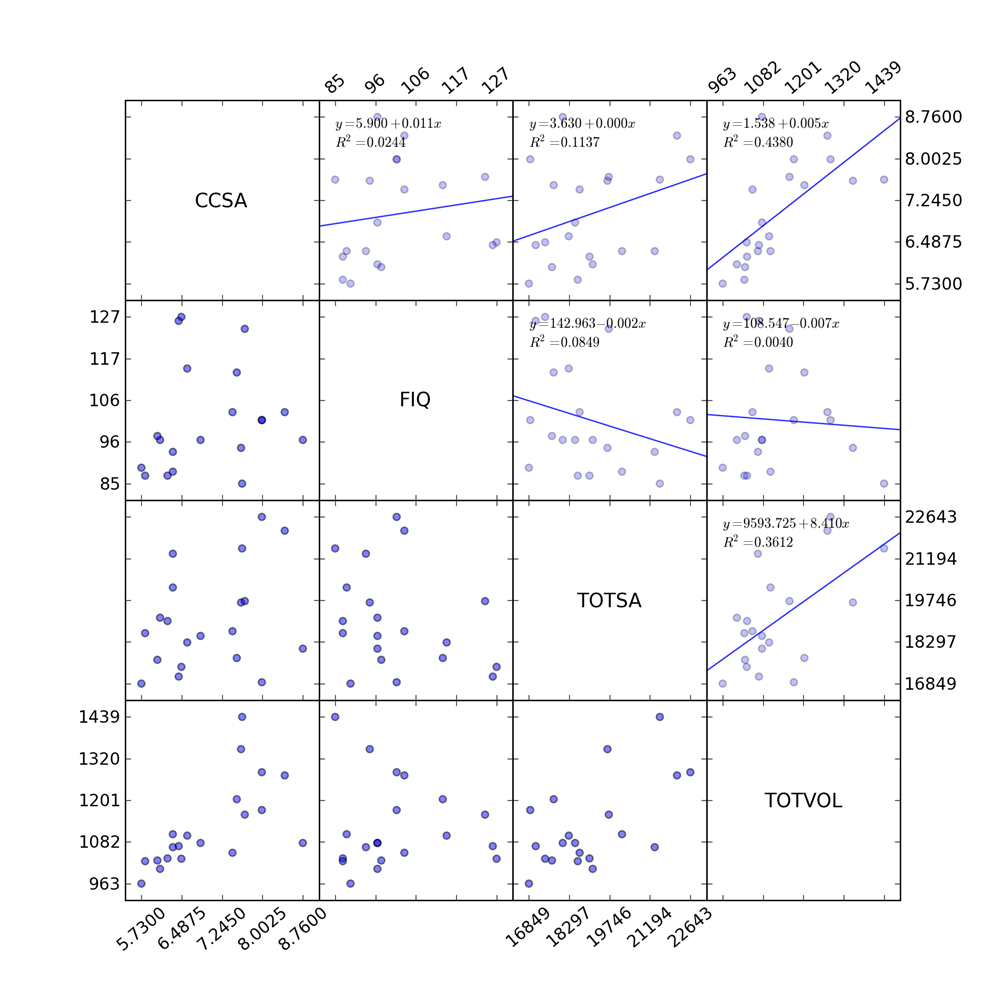 85 96 106 117 127 963 1082 1201 1320 1439
CCSA
y=5.900+0.011x
R² =0.0244
y=3.630+0.000x
R² =0.1137
y=1.538+0.005x
R² =0.4380
8.7600
8.0025
7.2450
6.4875
5.7300
127
117
106
96
85
FIQ
y=142.963−0.002x
R² =0.0849
y=108.547−0.007x
R² =0.0040
TOTSA
y=9593.725+8.410x
R² =0.3612
22643
21194
19746
18297
16849
1439
1320
1201
1082
963
TOTVOL
5.7300 6.4875 7.2450 8.0025 8.7600 16849 18297 19746 21194 22643